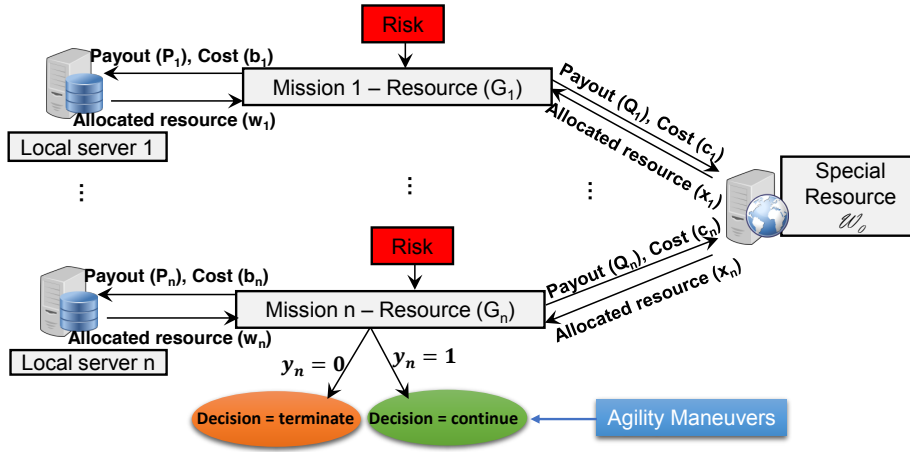 Risk
Payout (P1), Cost (b1)
Mission 1 – Resource (G1)
Allocated resource (w1)
Local server 1
Payout (Q1), Cost (c1)
Allocated resource (x1)
Special
Resource
𝒲o
⋮
⋮
⋮
Risk
Payout (Pn), Cost (bn)
Mission n – Resource (Gn)
Allocated resource (wn)
Local server n
Payout (Qn), Cost (cn)
Allocated resource (xn)
yn = 0
yn = 1
Decision = terminate
Decision = continue
Agility Maneuvers